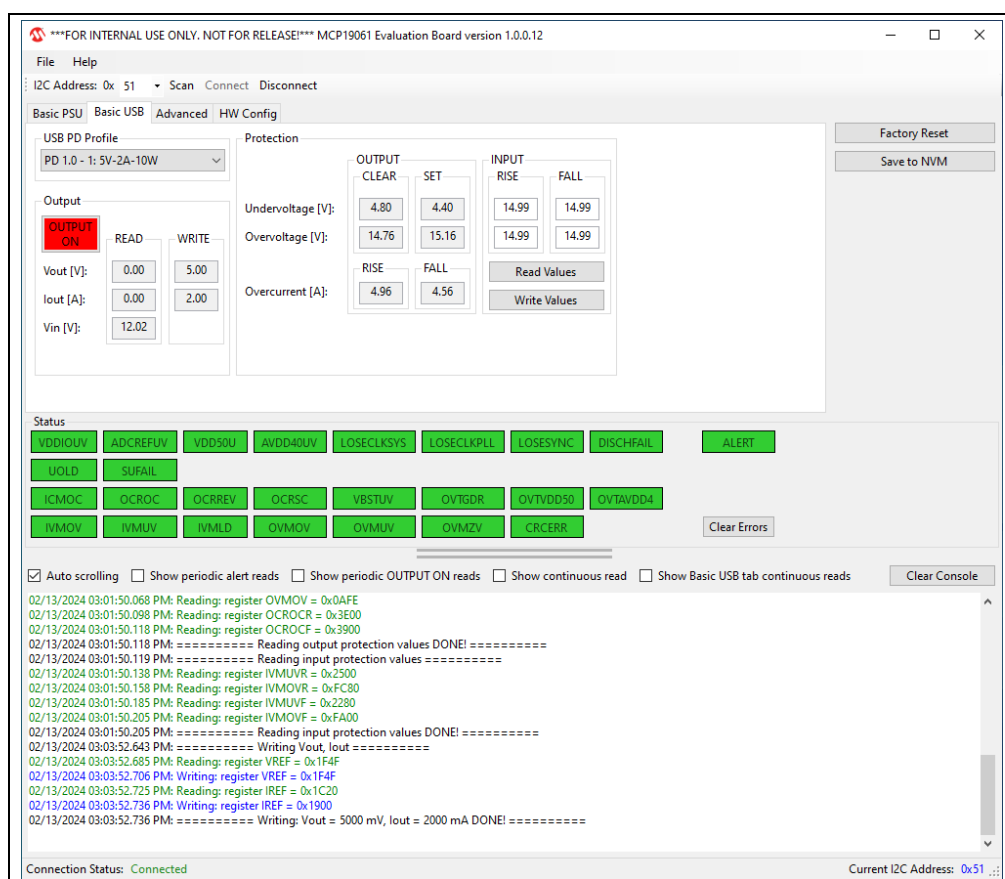 ***FOR INTERNAL USE ONLY. NOT FOR RELEASE!*** MCP19061 Evaluation Board version 1.0.0.12
File Help
I2C Address: 0x 51 Scan Connect Disconnect
Basic PSU Basic USB Advanced HW Config
USB PD Profile
PD 1.0 - 1: 5V-2A-10W
Output
OUTPUT ON
READ WRITE
Vout [V]: 0.00 5.00
Iout [A]: 0.00 2.00
Vin [V]: 12.02
Protection
OUTPUT INPUT
CLEAR SET RISE FALL
Undervoltage [V]: 4.80 4.40 14.99 14.99
Overvoltage [V]: 14.76 15.16 14.99 14.99
RISE FALL Read Values
Overcurrent [A]: 4.96 4.56 Write Values
Factory Reset
Save to NVM
Status
VDDIOUV ADCREFUV VDD50U AVDD40UV LOSECLKSYS LOSECLKPLL LOSESYNC DISCHFAIL ALERT
UOLD SUFAIL
ICMOC OCROC OCRREV OCRSC VBSTUV OVTGDR OVTVDD50 OVTAVDD4
IVMOV IVMUV IVMLD OVMOV OVMUV OVMZV CRCERR Clear Errors
Auto scrolling Show periodic alert reads Show periodic OUTPUT ON reads Show continuous read Show Basic USB tab continuous reads Clear Console
02/13/2024 03:01:50.068 PM: Reading: register OVMOV = 0x0AFE
02/13/2024 03:01:50.098 PM: Reading: register OCROCR = 0x3E00
02/13/2024 03:01:50.118 PM: Reading: register OCROCF = 0x3900
02/13/2024 03:01:50.118 PM: ========== Reading output protection values DONE! ==========
02/13/2024 03:01:50.119 PM: ========== Reading input protection values ==========
02/13/2024 03:01:50.138 PM: Reading: register IVMUVR = 0x2500
02/13/2024 03:01:50.158 PM: Reading: register IVMOVR = 0xFC80
02/13/2024 03:01:50.185 PM: Reading: register IVMUVF = 0x2280
02/13/2024 03:01:50.205 PM: Reading: register IVMOVF = 0xFA00
02/13/2024 03:01:50.205 PM: ========== Reading input protection values DONE! ==========
02/13/2024 03:03:52.643 PM: ========== Writing Vout, Iout ==========
02/13/2024 03:03:52.685 PM: Reading: register VREF = 0x1F4F
02/13/2024 03:03:52.706 PM: Writing: register VREF = 0x1F4F
02/13/2024 03:03:52.725 PM: Reading: register IREF = 0x1C20
02/13/2024 03:03:52.736 PM: Writing: register IREF = 0x1900
02/13/2024 03:03:52.736 PM: ========== Writing: Vout = 5000 mV, Iout = 2000 mA DONE! ==========
Connection Status: Connected Current I2C Address: 0x51